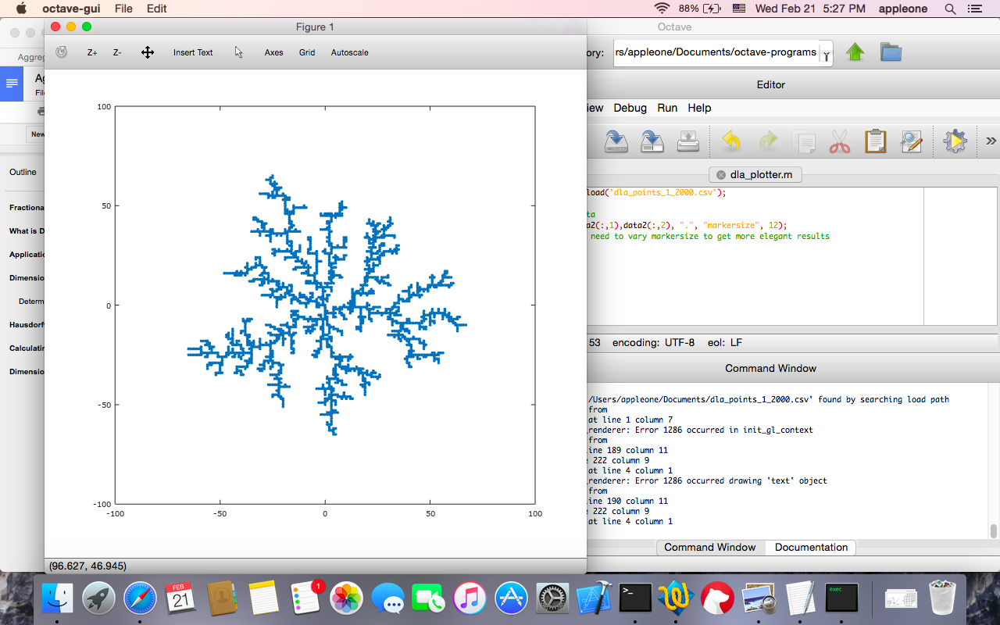 octave-gui File Edit 88% Wed Feb 21 5:27 PM appleone
Figure 1
Octave
Z+ Z- Insert Text Axes Grid Autoscale
ory: rs/appleone/Documents/octave-programs
Aggreg
Ag
File
New
Outline
Fractiona
What is D
Applicatio
Dimensio
Determ
Hausdorf
Calculatin
Dimensio
100
50
0
-50
-100
-100 -50 0 50 100
(96.627, 46.945)
Editor
iew Debug Run Help
»
dla_plotter.m
load('dla_points_1_2000.csv');
ta
a2(:,1),data2(:,2), ".", "markersize", 12);
need to vary markersize to get more elegant results
53 encoding: UTF-8 eol: LF
Command Window
/Users/appleone/Documents/dla_points_1_2000.csv' found by searching load path
from
at line 1 column 7
_renderer: Error 1286 occurred in init_gl_context
from
ine 189 column 11
e 222 column 9
at line 4 column 1
_renderer: Error 1286 occurred drawing 'text' object
from
ine 190 column 11
e 222 column 9
at line 4 column 1
Command Window Documentation
FEB
21
1
>_
exec